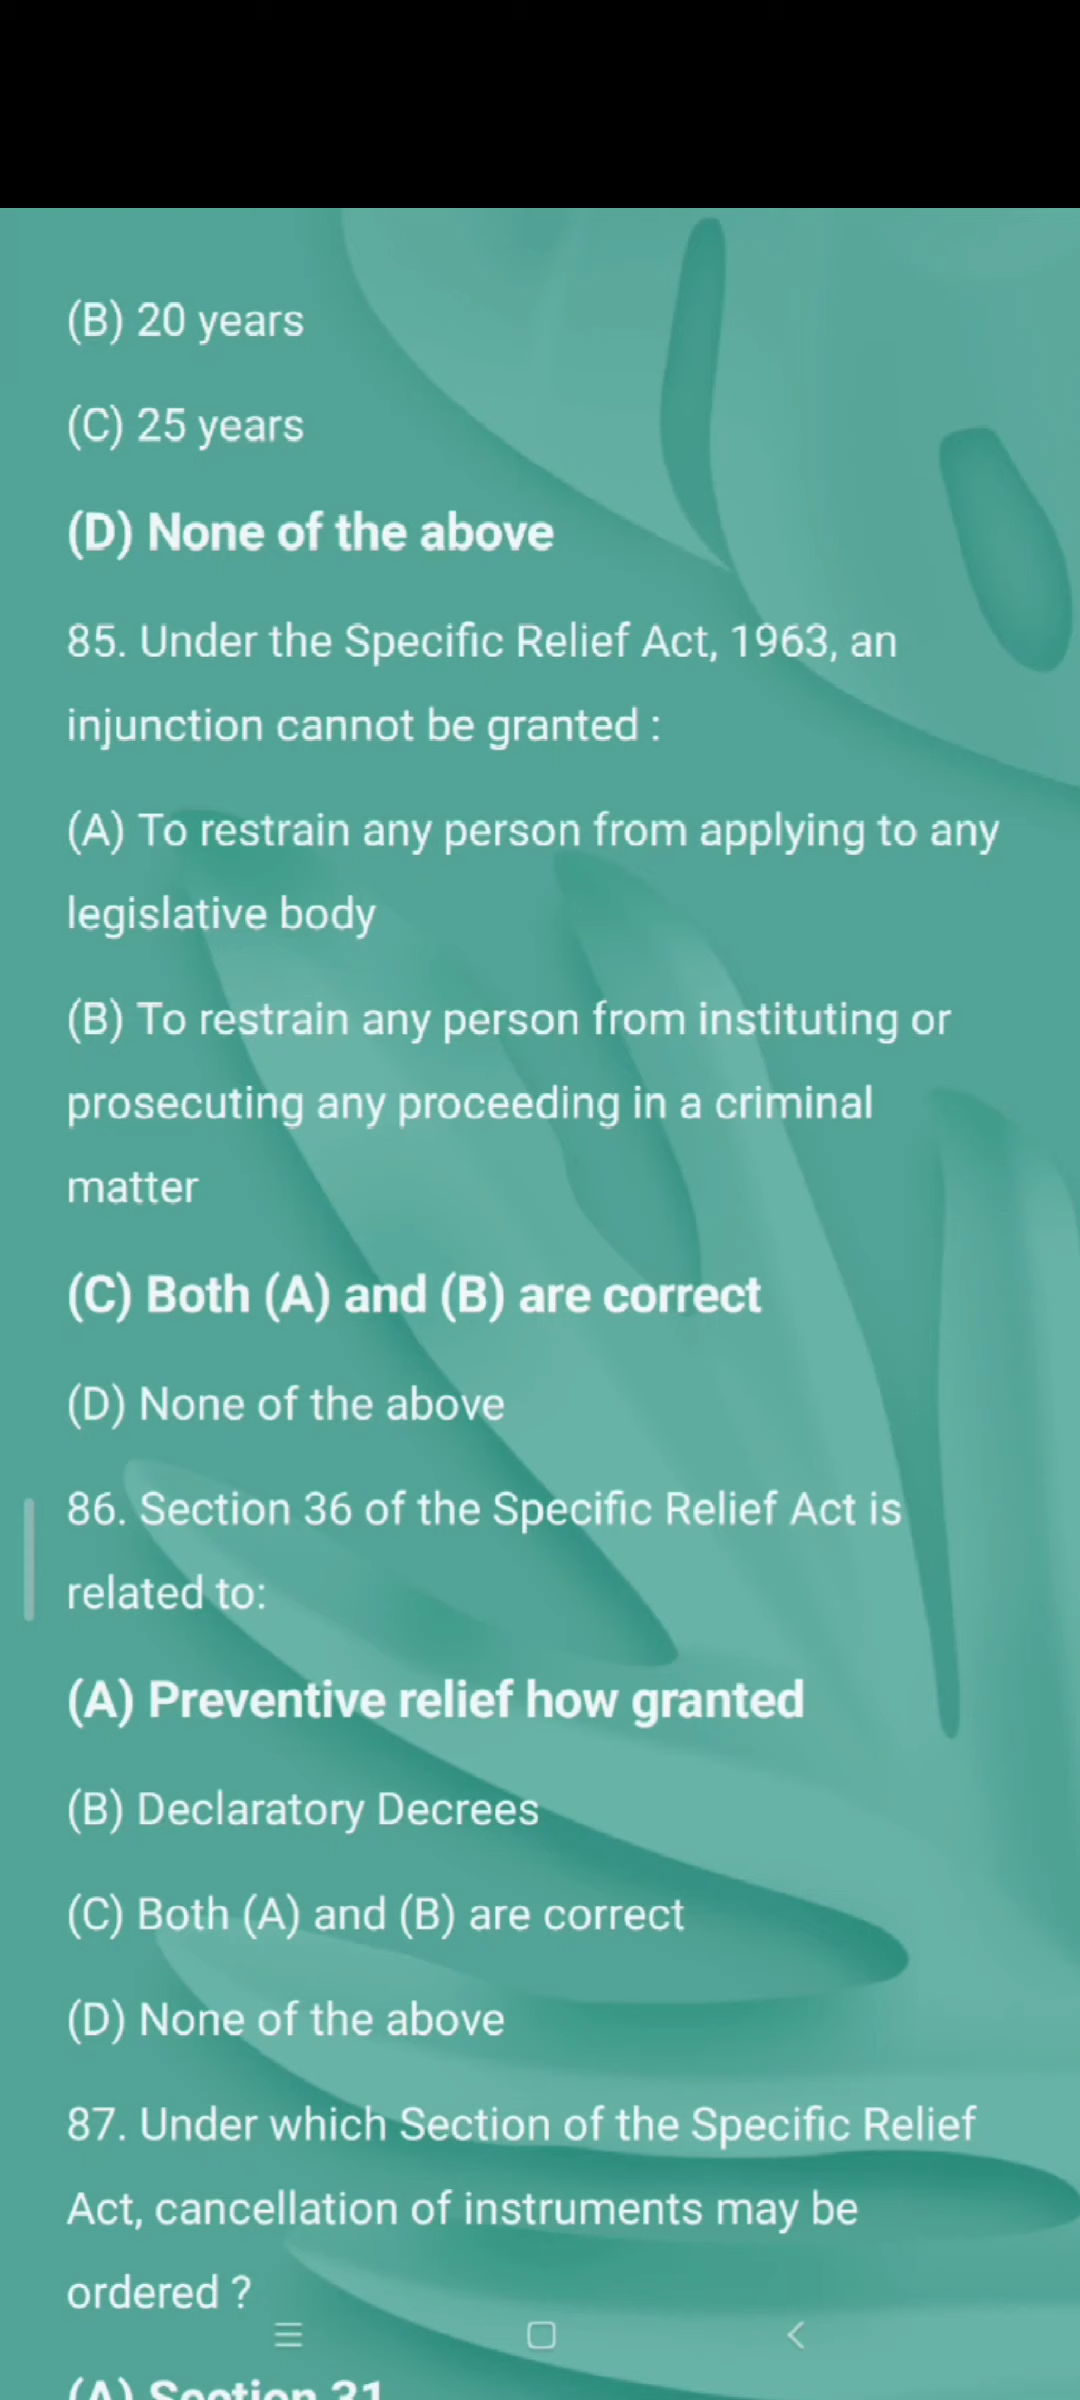 (B) 20 years
(C) 25 years
(D) None of the above
85. Under the Specific Relief Act, 1963, an
injunction cannot be granted :
(A) To restrain any person from applying to any
legislative body
(B) To restrain any person from instituting or
prosecuting any proceeding in a criminal
matter
(C) Both (A) and (B) are correct
(D) None of the above
86. Section 36 of the Specific Relief Act is
related to:
(A) Preventive relief how granted
(B) Declaratory Decrees
(C) Both (A) and (B) are correct
(D) None of the above
87. Under which Section of the Specific Relief
Act, cancellation of instruments may be
ordered ?
(A) Section 31